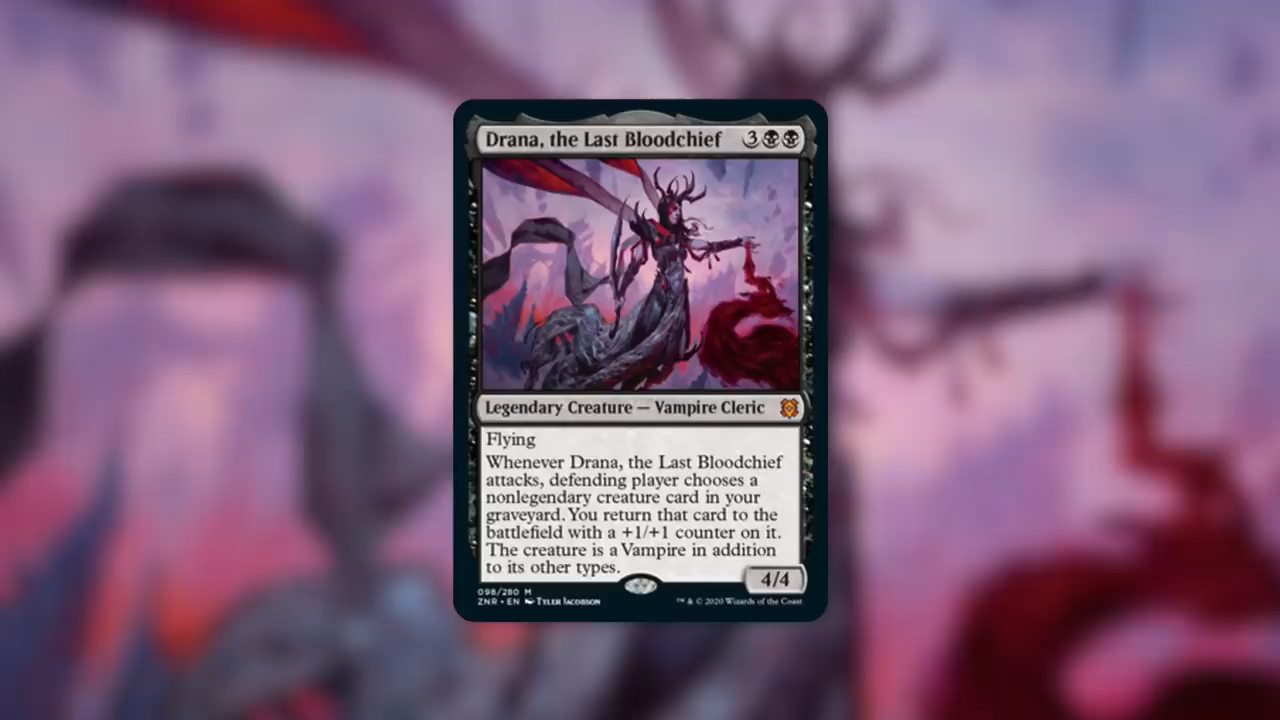 Drana, the Last Bloodchief 3
Legendary Creature — Vampire Cleric
Flying
Whenever Drana, the Last Bloodchief
attacks, defending player chooses a
nonlegendary creature card in your
graveyard. You return that card to the
battlefield with a +1/+1 counter on it.
The creature is a Vampire in addition
to its other types.
4/4
098/280 M
ZNR • EN Tyler Jacobson
™ & © 2020 Wizards of the Coast